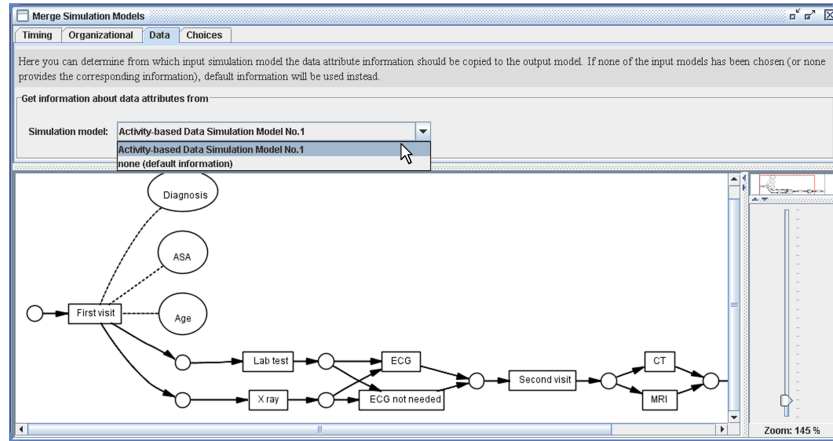 Merge Simulation Models
Timing Organizational Data Choices
Here you can determine from which input simulation model the data attribute information should be copied to the output model. If none of the input models has been chosen (or none
provides the corresponding information), default information will be used instead.
Get information about data attributes from
Simulation model: Activity-based Data Simulation Model No.1
Activity-based Data Simulation Model No.1
none (default information)
Diagnosis
ASA
Age
First visit
Lab test
ECG
CT
Second visit
X ray
ECG not needed
MRI
Zoom: 145 %